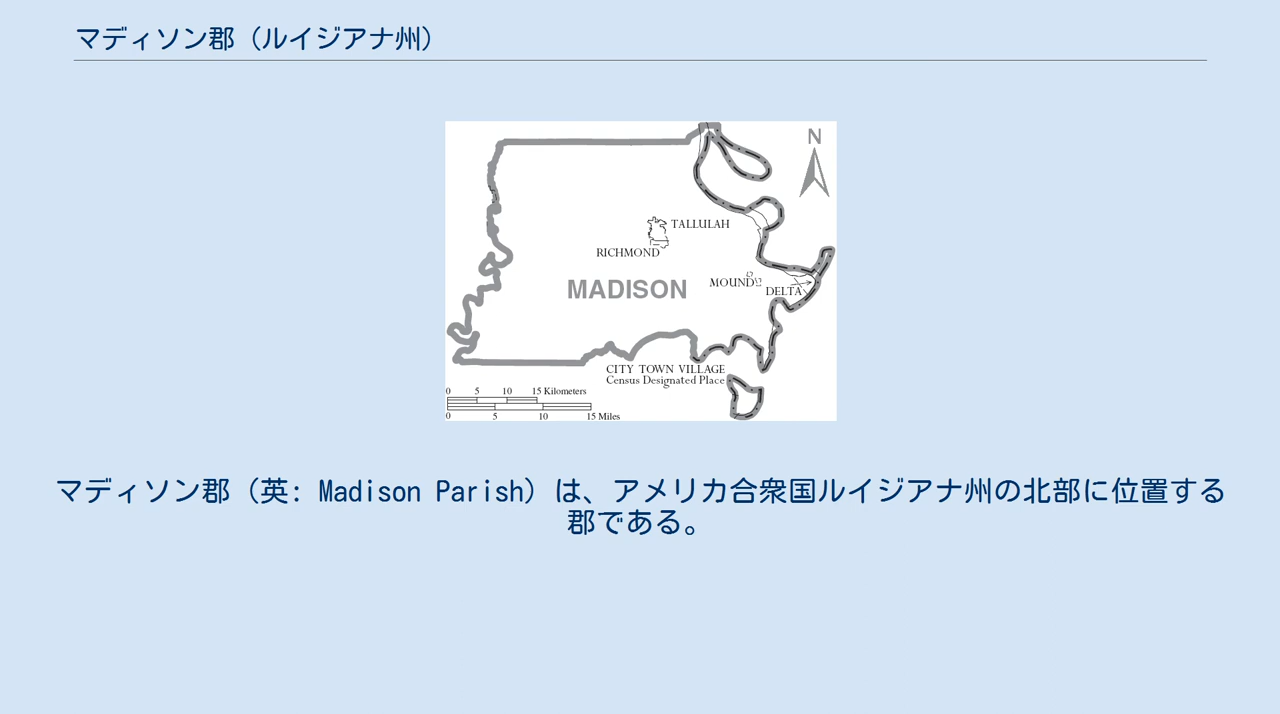 マディソン郡（ルイジアナ州）
N
TALLULAH
RICHMOND
MOUND
DELTA
MADISON
CITY TOWN VILLAGE
Census Designated Place
0 5 10 15 Kilometers
0 5 10 15 Miles
マディソン郡（英: Madison Parish）は、アメリカ合衆国ルイジアナ州の北部に位置する
郡である。